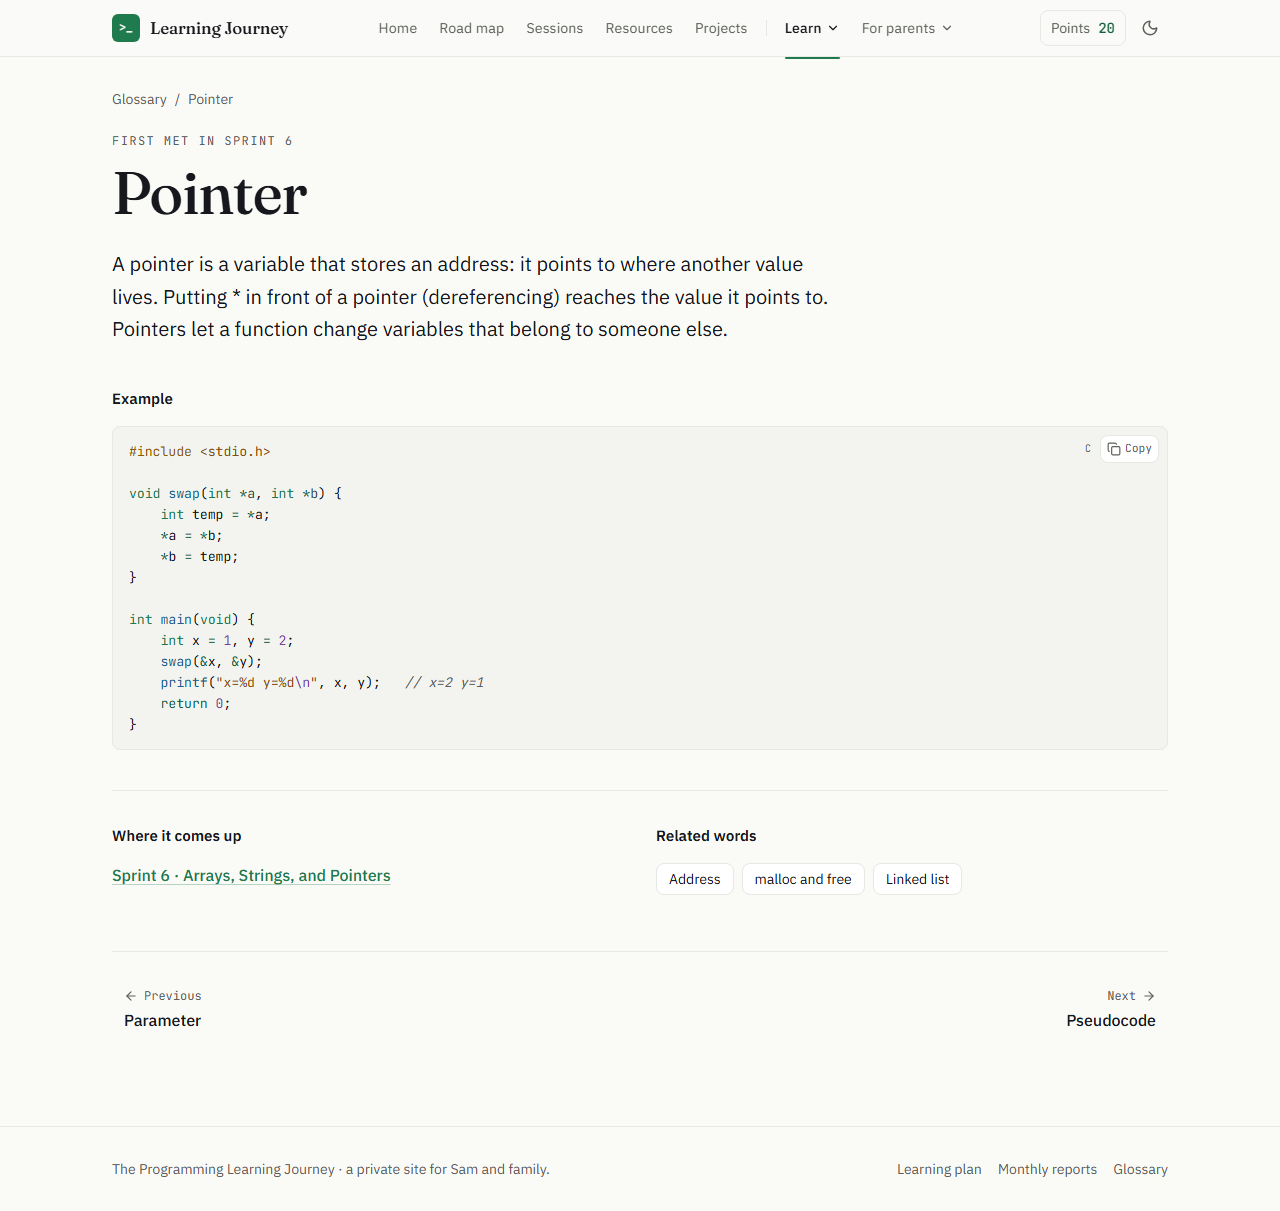 >_ Learning Journey Home Road map Sessions Resources Projects Learn For parents Points 20
Glossary / Pointer
FIRST MET IN SPRINT 6
Pointer
A pointer is a variable that stores an address: it points to where another value
lives. Putting * in front of a pointer (dereferencing) reaches the value it points to.
Pointers let a function change variables that belong to someone else.
Example
C Copy
#include <stdio.h>

void swap(int *a, int *b) {
    int temp = *a;
    *a = *b;
    *b = temp;
}

int main(void) {
    int x = 1, y = 2;
    swap(&x, &y);
    printf("x=%d y=%d\n", x, y);   // x=2 y=1
    return 0;
}
Where it comes up
Sprint 6 · Arrays, Strings, and Pointers
Related words
Address malloc and free Linked list
← Previous
Parameter
Next →
Pseudocode
The Programming Learning Journey · a private site for Sam and family.
Learning plan Monthly reports Glossary